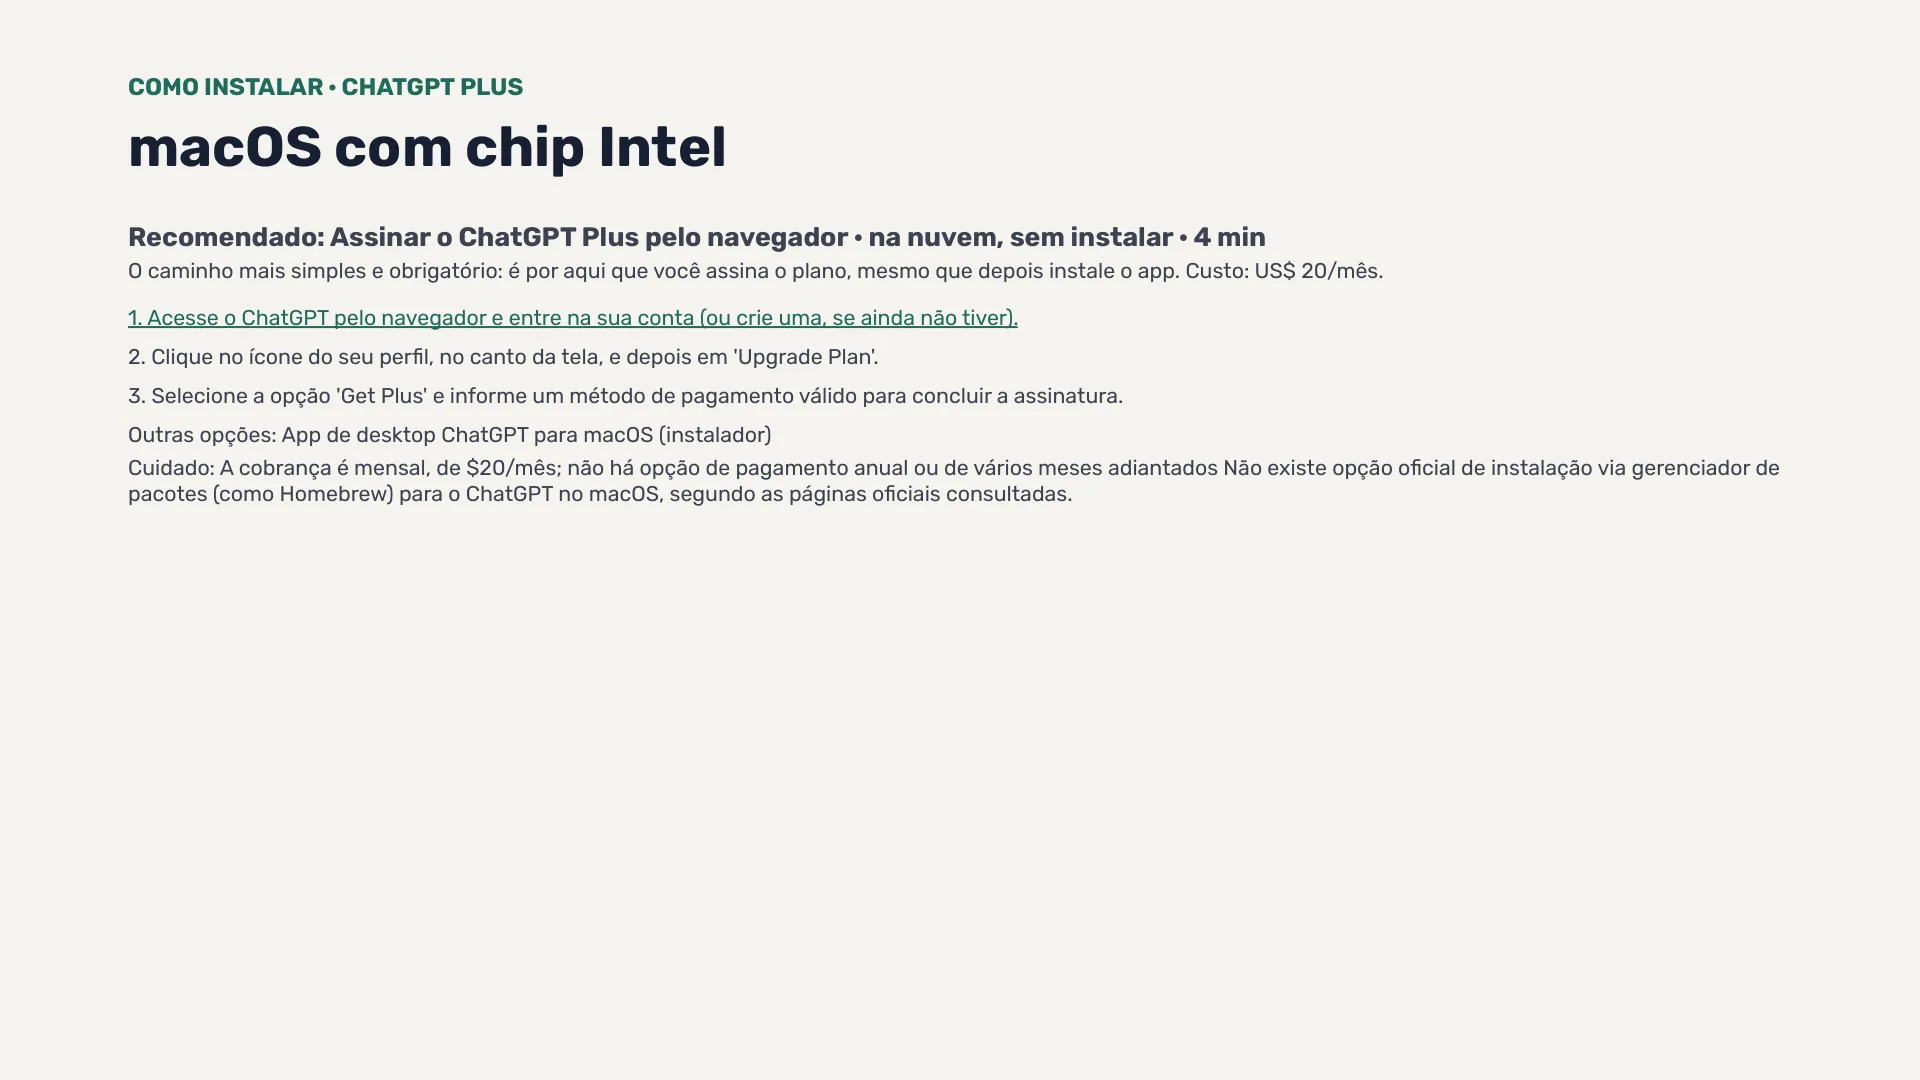 COMO INSTALAR • CHATGPT PLUS
macOS com chip Intel
Recomendado: Assinar o ChatGPT Plus pelo navegador • na nuvem, sem instalar • 4 min
O caminho mais simples e obrigatório: é por aqui que você assina o plano, mesmo que depois instale o app. Custo: US$ 20/mês.
1. Acesse o ChatGPT pelo navegador e entre na sua conta (ou crie uma, se ainda não tiver).
2. Clique no ícone do seu perfil, no canto da tela, e depois em 'Upgrade Plan'.
3. Selecione a opção 'Get Plus' e informe um método de pagamento válido para concluir a assinatura.
Outras opções: App de desktop ChatGPT para macOS (instalador)
Cuidado: A cobrança é mensal, de $20/mês; não há opção de pagamento anual ou de vários meses adiantados Não existe opção oficial de instalação via gerenciador de
pacotes (como Homebrew) para o ChatGPT no macOS, segundo as páginas oficiais consultadas.